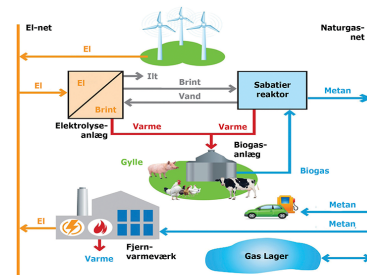 El-net
Naturgas-
net
El
El
El
Brint
Ilt
Brint
Vand
Sabatier
reaktor
Metan
Elektrolyse-
anlæg
Varme
Varme
Gylle
Biogas-
anlæg
Biogas
Metan
Metan
El
Fjern-
varmeværk
Varme
Gas Lager